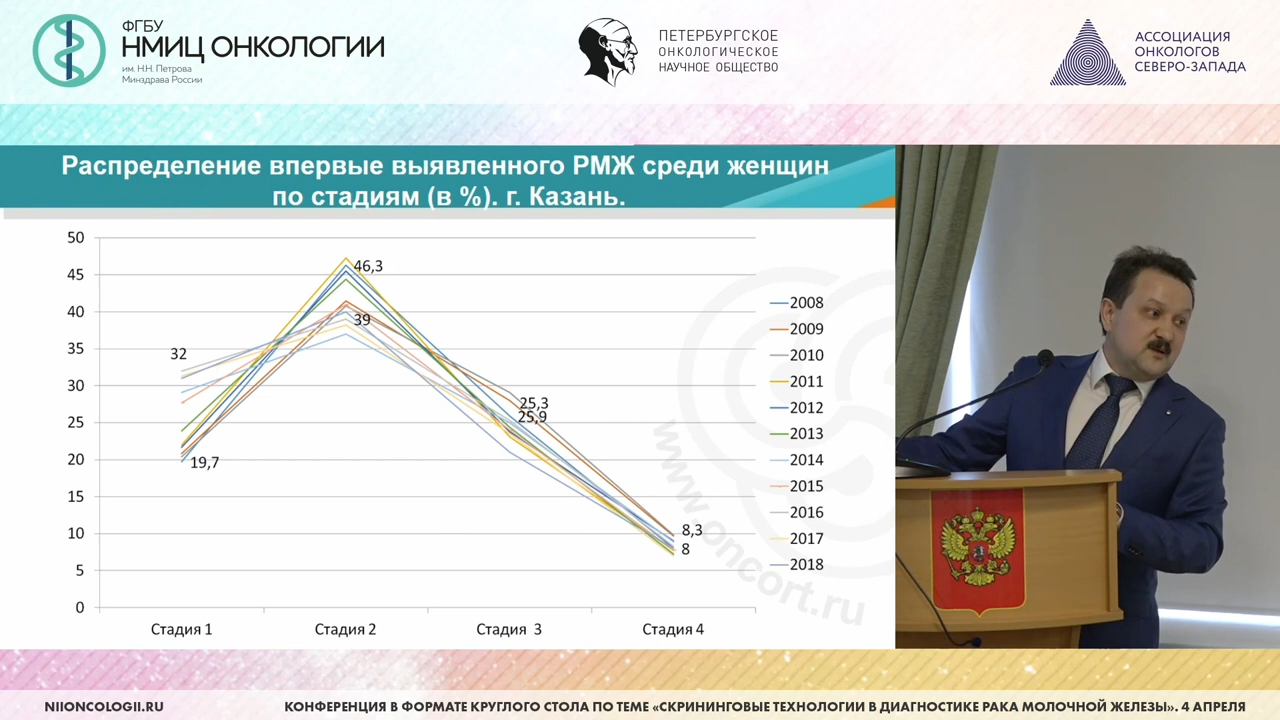 ФГБУ
НМИЦ ОНКОЛОГИИ
им. Н.Н. Петрова
Минздрава России
ПЕТЕРБУРГСКОЕ
ОНКОЛОГИЧЕСКОЕ
НАУЧНОЕ ОБЩЕСТВО
АССОЦИАЦИЯ
ОНКОЛОГОВ
СЕВЕРО-ЗАПАДА
Распределение впервые выявленного РМЖ среди женщин
по стадиям (в %). г. Казань.
50
45
40
35
30
25
20
15
10
5
0
32
19,7
46,3
39
25,3
25,9
8,3
8
Стадия 1
Стадия 2
Стадия 3
Стадия 4
2008
2009
2010
2011
2012
2013
2014
2015
2016
2017
2018
www.oncort.ru
NIIONCOLOGII.RU
КОНФЕРЕНЦИЯ В ФОРМАТЕ КРУГЛОГО СТОЛА ПО ТЕМЕ «СКРИНИНГОВЫЕ ТЕХНОЛОГИИ В ДИАГНОСТИКЕ РАКА МОЛОЧНОЙ ЖЕЛЕЗЫ». 4 АПРЕЛЯ